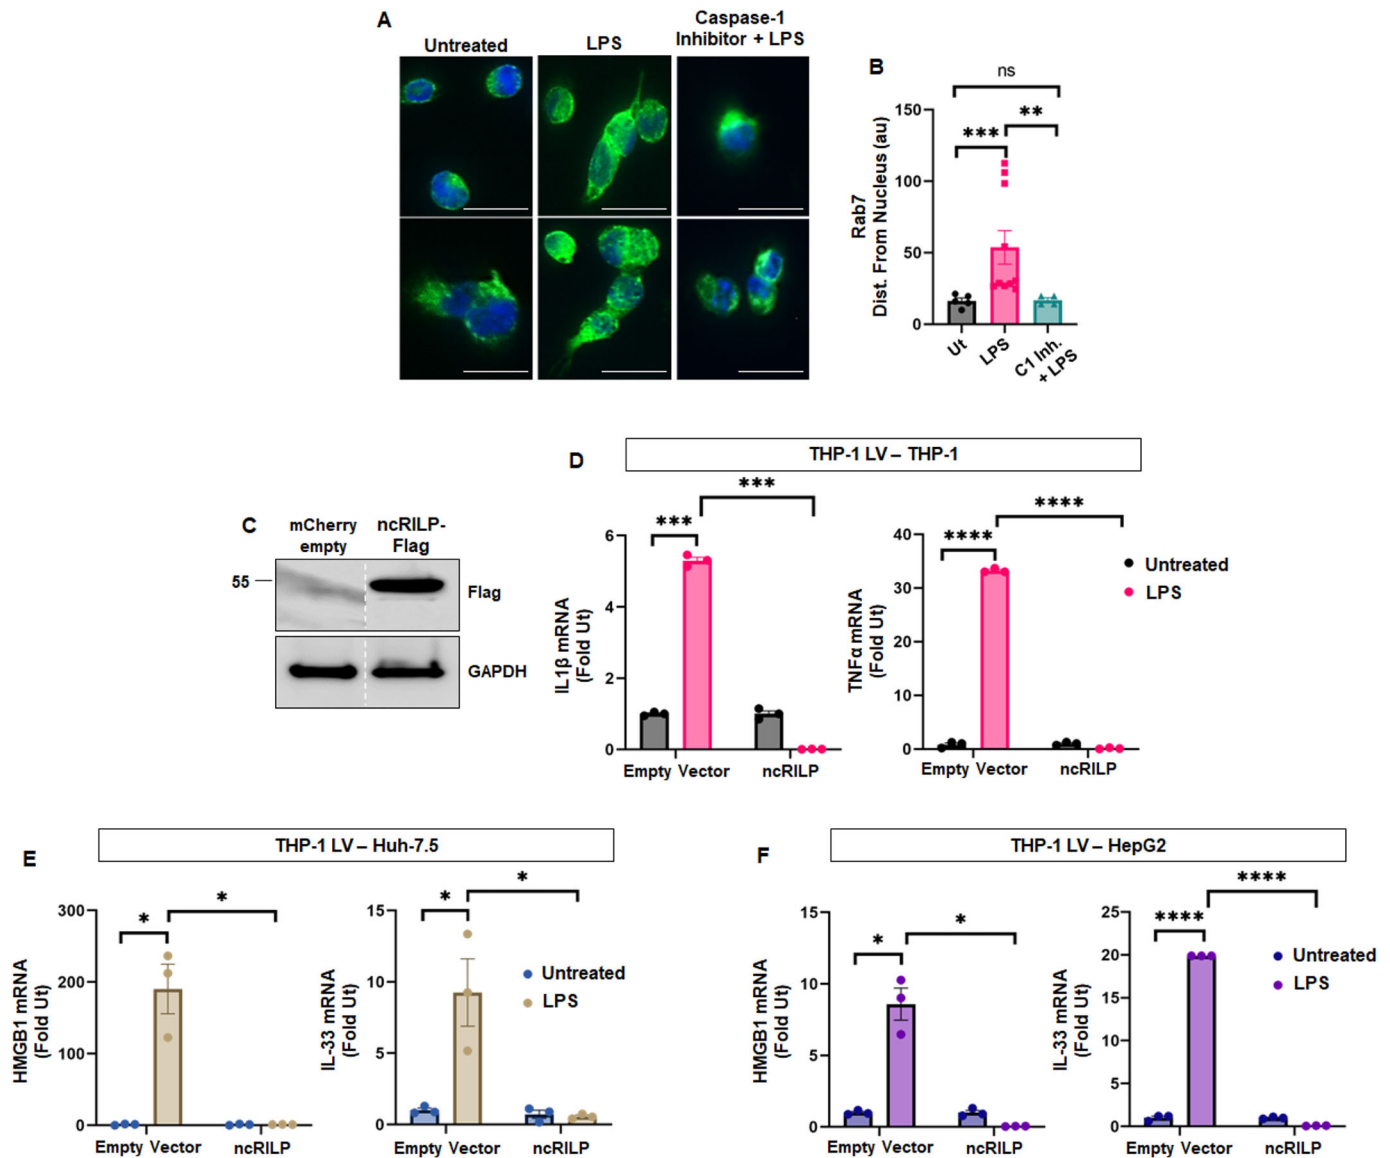 A
Untreated
LPS
Caspase-1
Inhibitor + LPS
B
ns
***
**
150
100
50
0
Rab7
Dist. From Nucleus (au)
Ut
LPS
C1 Inh.
+ LPS
C
mCherry
empty
ncRILP-
Flag
55
Flag
GAPDH
D
THP-1 LV – THP-1
***
***
6
4
2
0
IL1β mRNA
(Fold Ut)
Empty Vector
ncRILP
****
****
40
30
20
10
0
TNFα mRNA
(Fold Ut)
Empty Vector
ncRILP
Untreated
LPS
E
THP-1 LV – Huh-7.5
*
*
300
200
100
0
HMGB1 mRNA
(Fold Ut)
Empty Vector
ncRILP
*
*
15
10
5
0
IL-33 mRNA
(Fold Ut)
Empty Vector
ncRILP
Untreated
LPS
F
THP-1 LV – HepG2
*
*
15
10
5
0
HMGB1 mRNA
(Fold Ut)
Empty Vector
ncRILP
****
****
25
20
15
10
5
0
IL-33 mRNA
(Fold Ut)
Empty Vector
ncRILP
Untreated
LPS